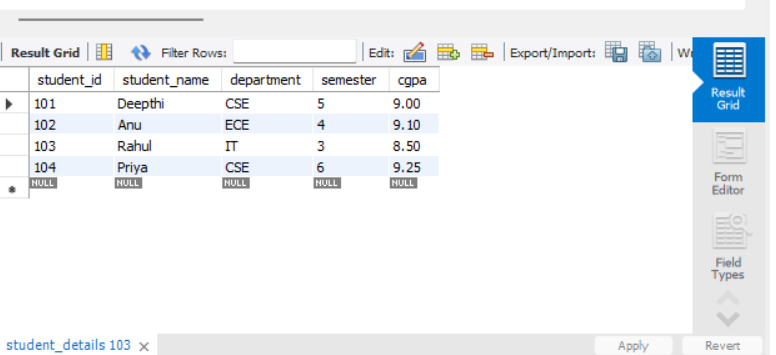 Result Grid Filter Rows: Edit: Export/Import:
student_id student_name department semester cgpa
101 Deepthi CSE 5 9.00
102 Anu ECE 4 9.10
103 Rahul IT 3 8.50
104 Priya CSE 6 9.25
NULL NULL NULL NULL NULL
Result
Grid
Form
Editor
Field
Types
student_details 103 Apply Revert